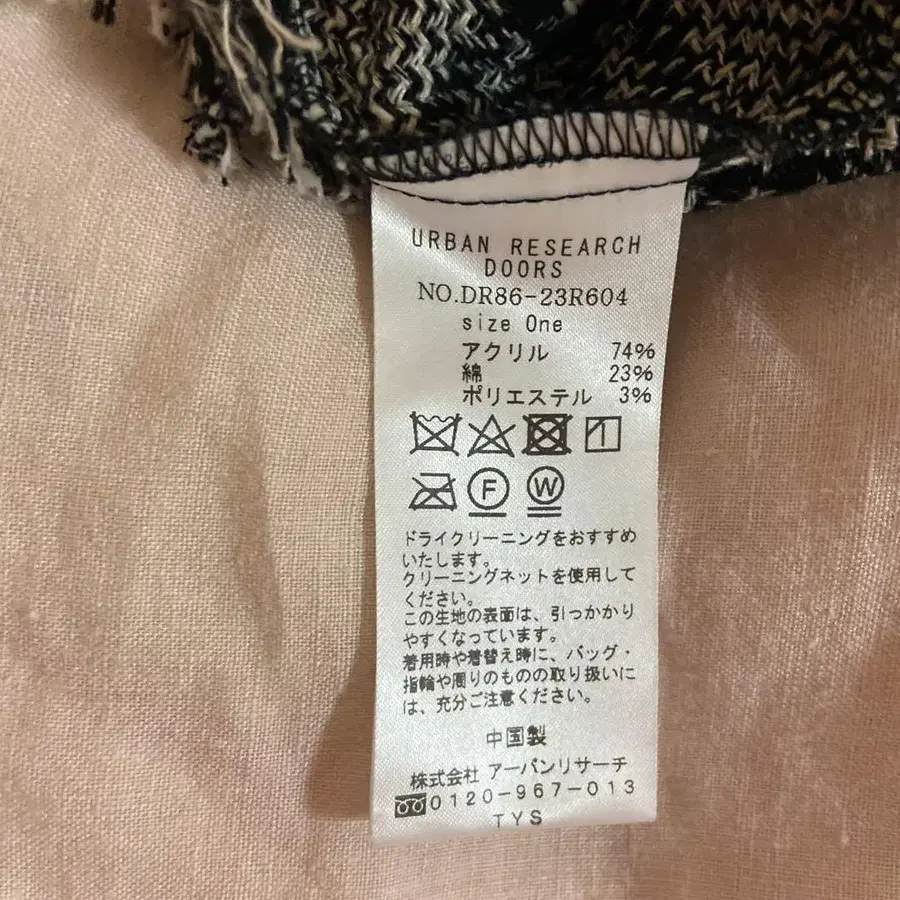 URBAN RESEARCH
DOORS
NO.DR86-23R604
size One
アクリル 74%
綿 23%
ポリエステル 3%
F W
ドライクリーニングをおすすめ
いたします。
クリーニングネットを使用して
ください。
この生地の表面は、引っかかり
やすくなっています。
着用時や着替え時に、バッグ・
指輪や周りのものの取り扱いに
は、充分ご注意ください。
中国製
株式会社 アーバンリサーチ
0120-967-013
TYS